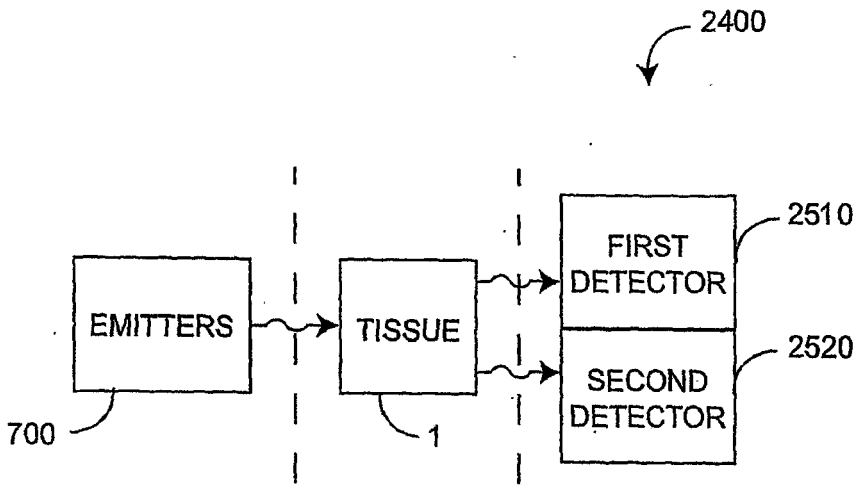 2400
2510
FIRST
DETECTOR
EMITTERS
TISSUE
2520
SECOND
DETECTOR
700
1